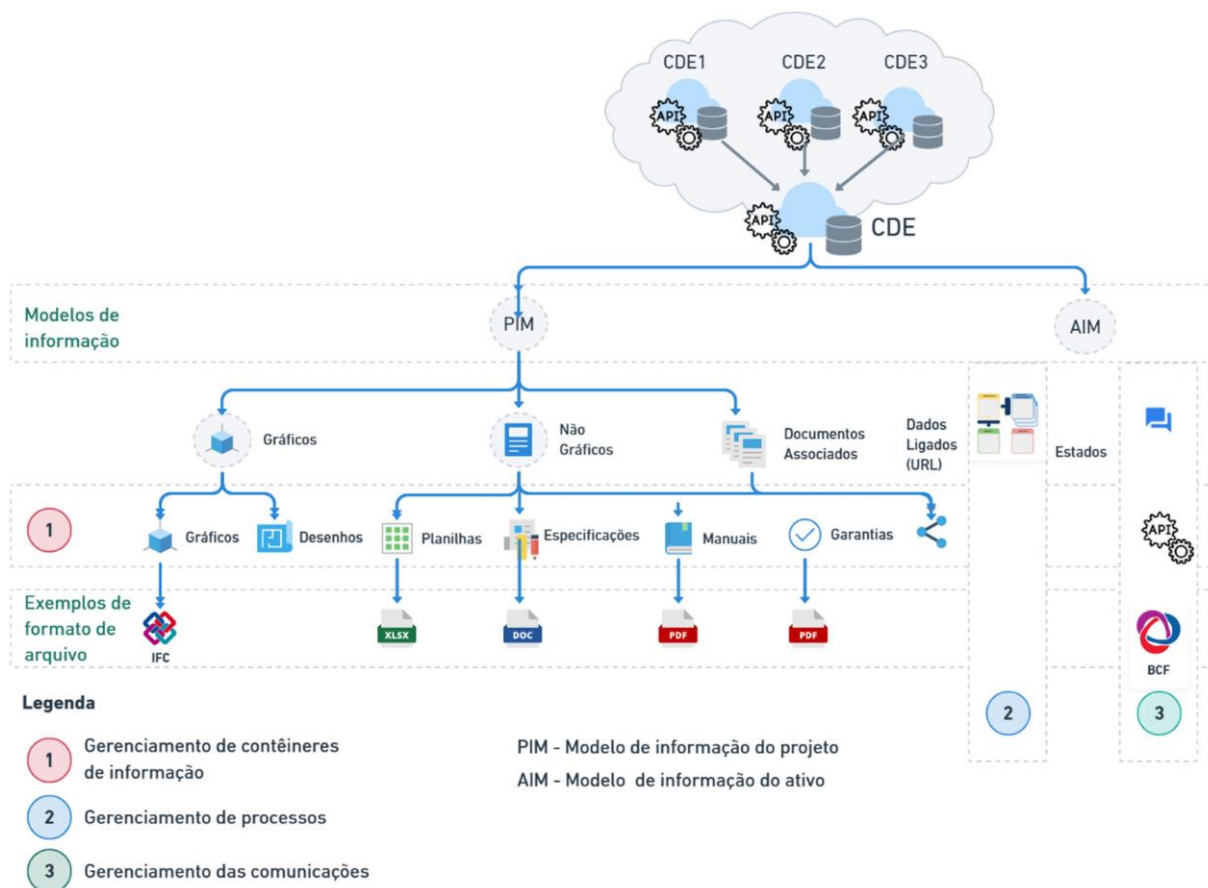 CDE1
CDE2
CDE3
API
API
API
API
CDE
Modelos de
informação
PIM
AIM
Gráficos
Não
Gráficos
Documentos
Associados
Dados
Ligados
(URL)
Estados
1
Gráficos
Desenhos
Planilhas
Especificações
Manuais
Garantias
API
Exemplos de
formato de
arquivo
IFC
XLSX
DOC
PDF
PDF
BCF
2
3
Legenda
1
Gerenciamento de contêineres
de informação
PIM - Modelo de informação do projeto
AIM - Modelo de informação do ativo
2
Gerenciamento de processos
3
Gerenciamento das comunicações